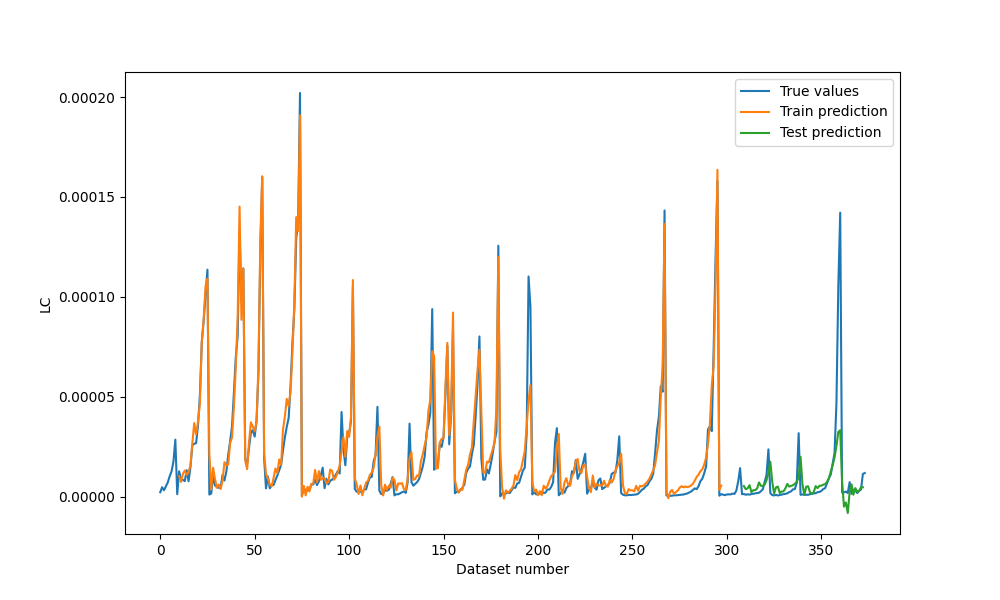 True values
Train prediction
Test prediction
0.00020
0.00015
0.00010
0.00005
0.00000
LC
0 50 100 150 200 250 300 350
Dataset number